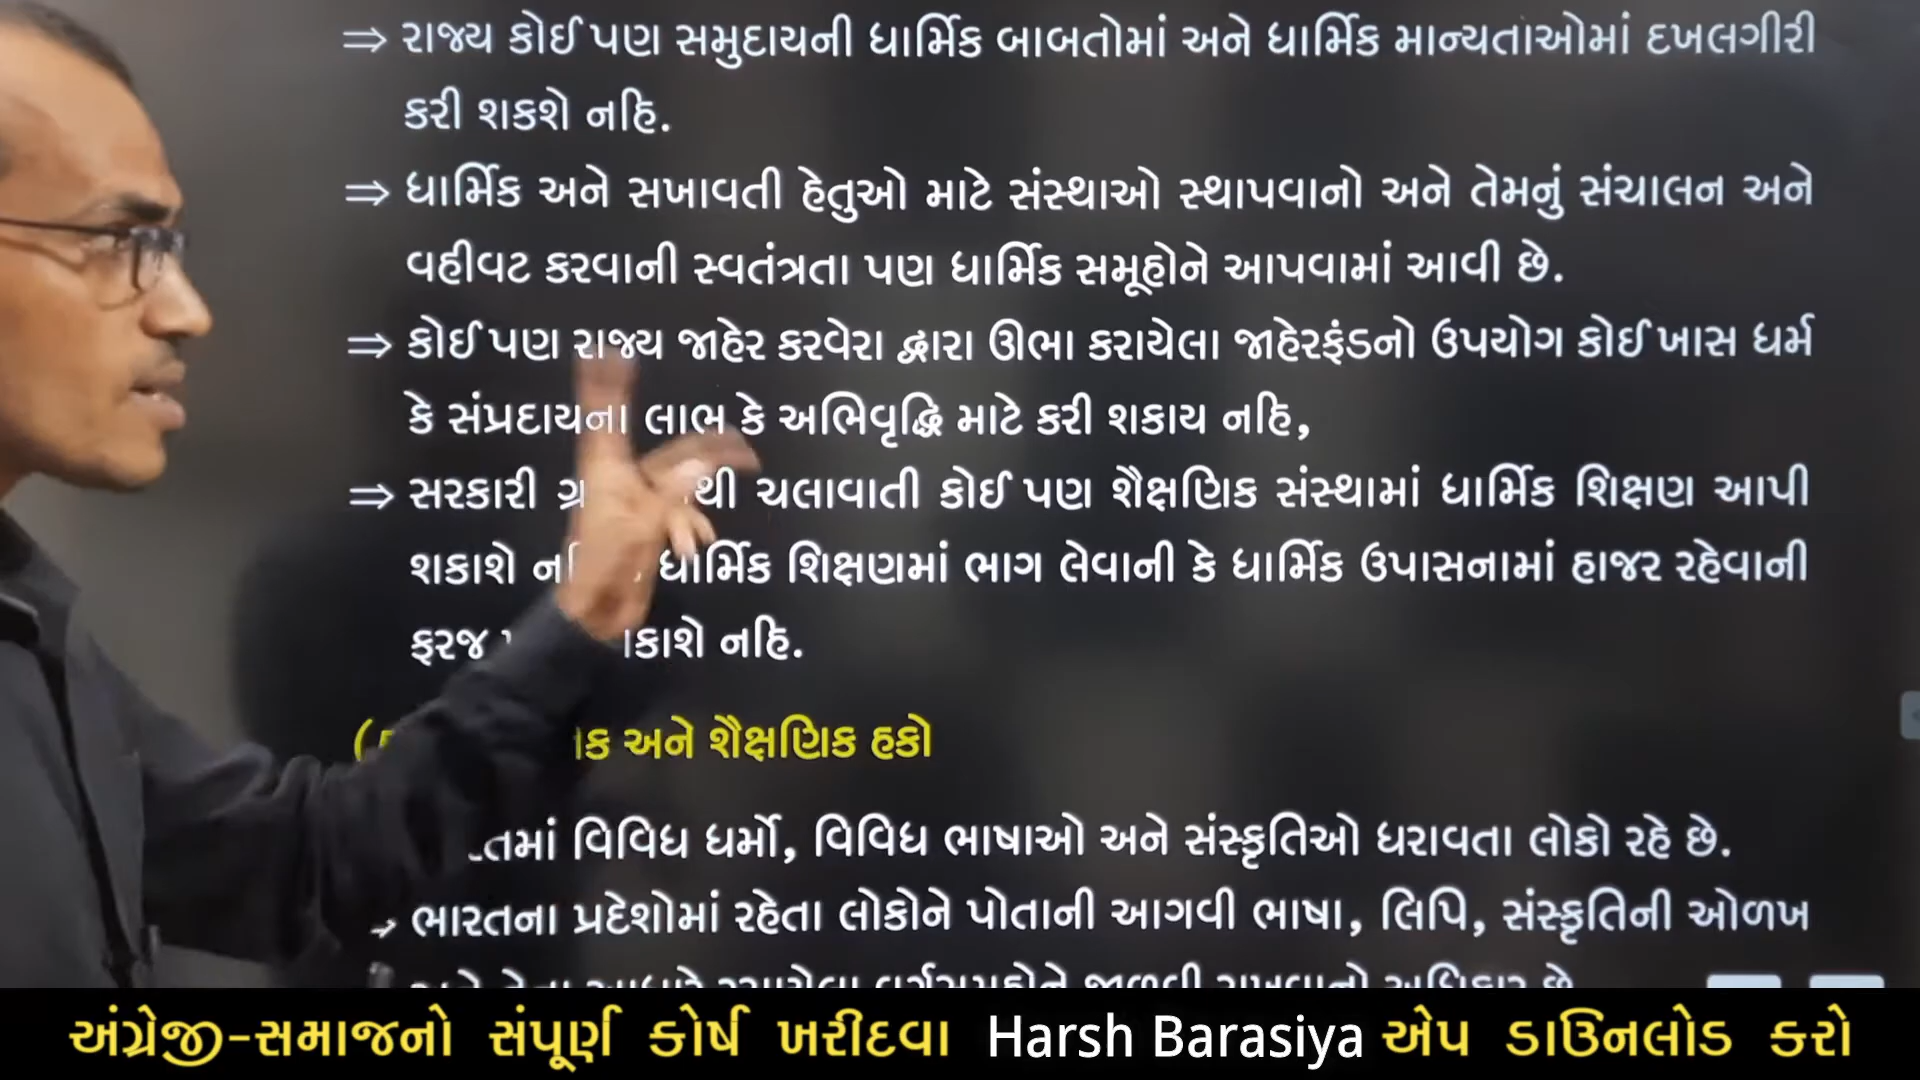 ⇒ રાજ્ય કોઈ પણ સમુદાયની ધાર્મિક બાબતોમાં અને ધાર્મિક માન્યતાઓમાં દખલગીરી
કરી શકશે નહિ.
⇒ ધાર્મિક અને સખાવતી હેતુઓ માટે સંસ્થાઓ સ્થાપવાનો અને તેમનું સંચાલન અને
વહીવટ કરવાની સ્વતંત્રતા પણ ધાર્મિક સમૂહોને આપવામાં આવી છે.
⇒ કોઈ પણ રાજ્ય જાહેર કરવેરા દ્વારા ઊભા કરાયેલા જાહેરફંડનો ઉપયોગ કોઈ ખાસ ધર્મ
કે સંપ્રદાયના લાભ કે અભિવૃદ્ધિ માટે કરી શકાય નહિ,
⇒ સરકારી ચલાવાતી કોઈ પણ શૈક્ષણિક સંસ્થામાં ધાર્મિક શિક્ષણ આપી
શકાશે ધાર્મિક શિક્ષણમાં ભાગ લેવાની કે ધાર્મિક ઉપાસનામાં હાજર રહેવાની
ફરજ નહિ.
અને શૈક્ષણિક હકો
વિવિધ ધર્મો, વિવિધ ભાષાઓ અને સંસ્કૃતિઓ ધરાવતા લોકો રહે છે.
ભારતના પ્રદેશોમાં રહેતા લોકોને પોતાની આગવી ભાષા, લિપિ, સંસ્કૃતિની ઓળખ
અંગ્રેજી-સમાજનો સંપૂર્ણ કોર્ષ ખરીદવા Harsh Barasiya એપ ડાઉનલોડ કરો